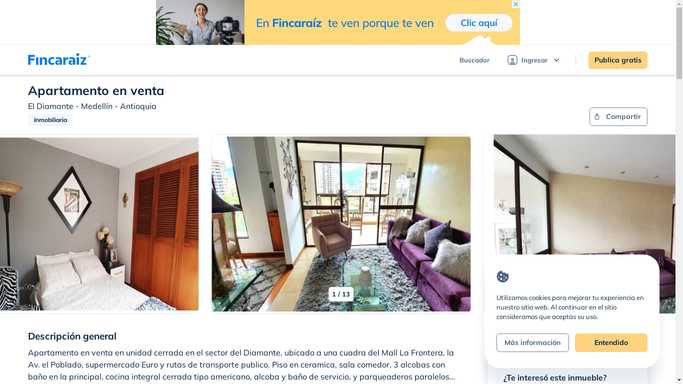 En Fincaraíz te ven porque te ven
Clic aquí
Fincaraíz
Buscador
Ingresar
Publica gratis
Apartamento en venta
El Diamante - Medellín - Antioquia
Inmobiliaria
Compartir
1 / 13
Utilizamos cookies para mejorar tu experiencia en
nuestro sitio web. Al continuar en el sitio
consideramos que aceptas su uso.
Más información
Entendido
Descripción general
Apartamento en venta en unidad cerrada en el sector del Diamante, ubicado a una cuadra del Mall La Frontera, la
Av. el Poblado, supermercado Euro y rutas de transporte publico. Piso en ceramica, sala comedor, 3 alcobas con
baño en la principal, cocina integral cerrada tipo americano, alcoba y baño de servicio, y parqueaderos paralelos...
¿Te interesó este inmueble?